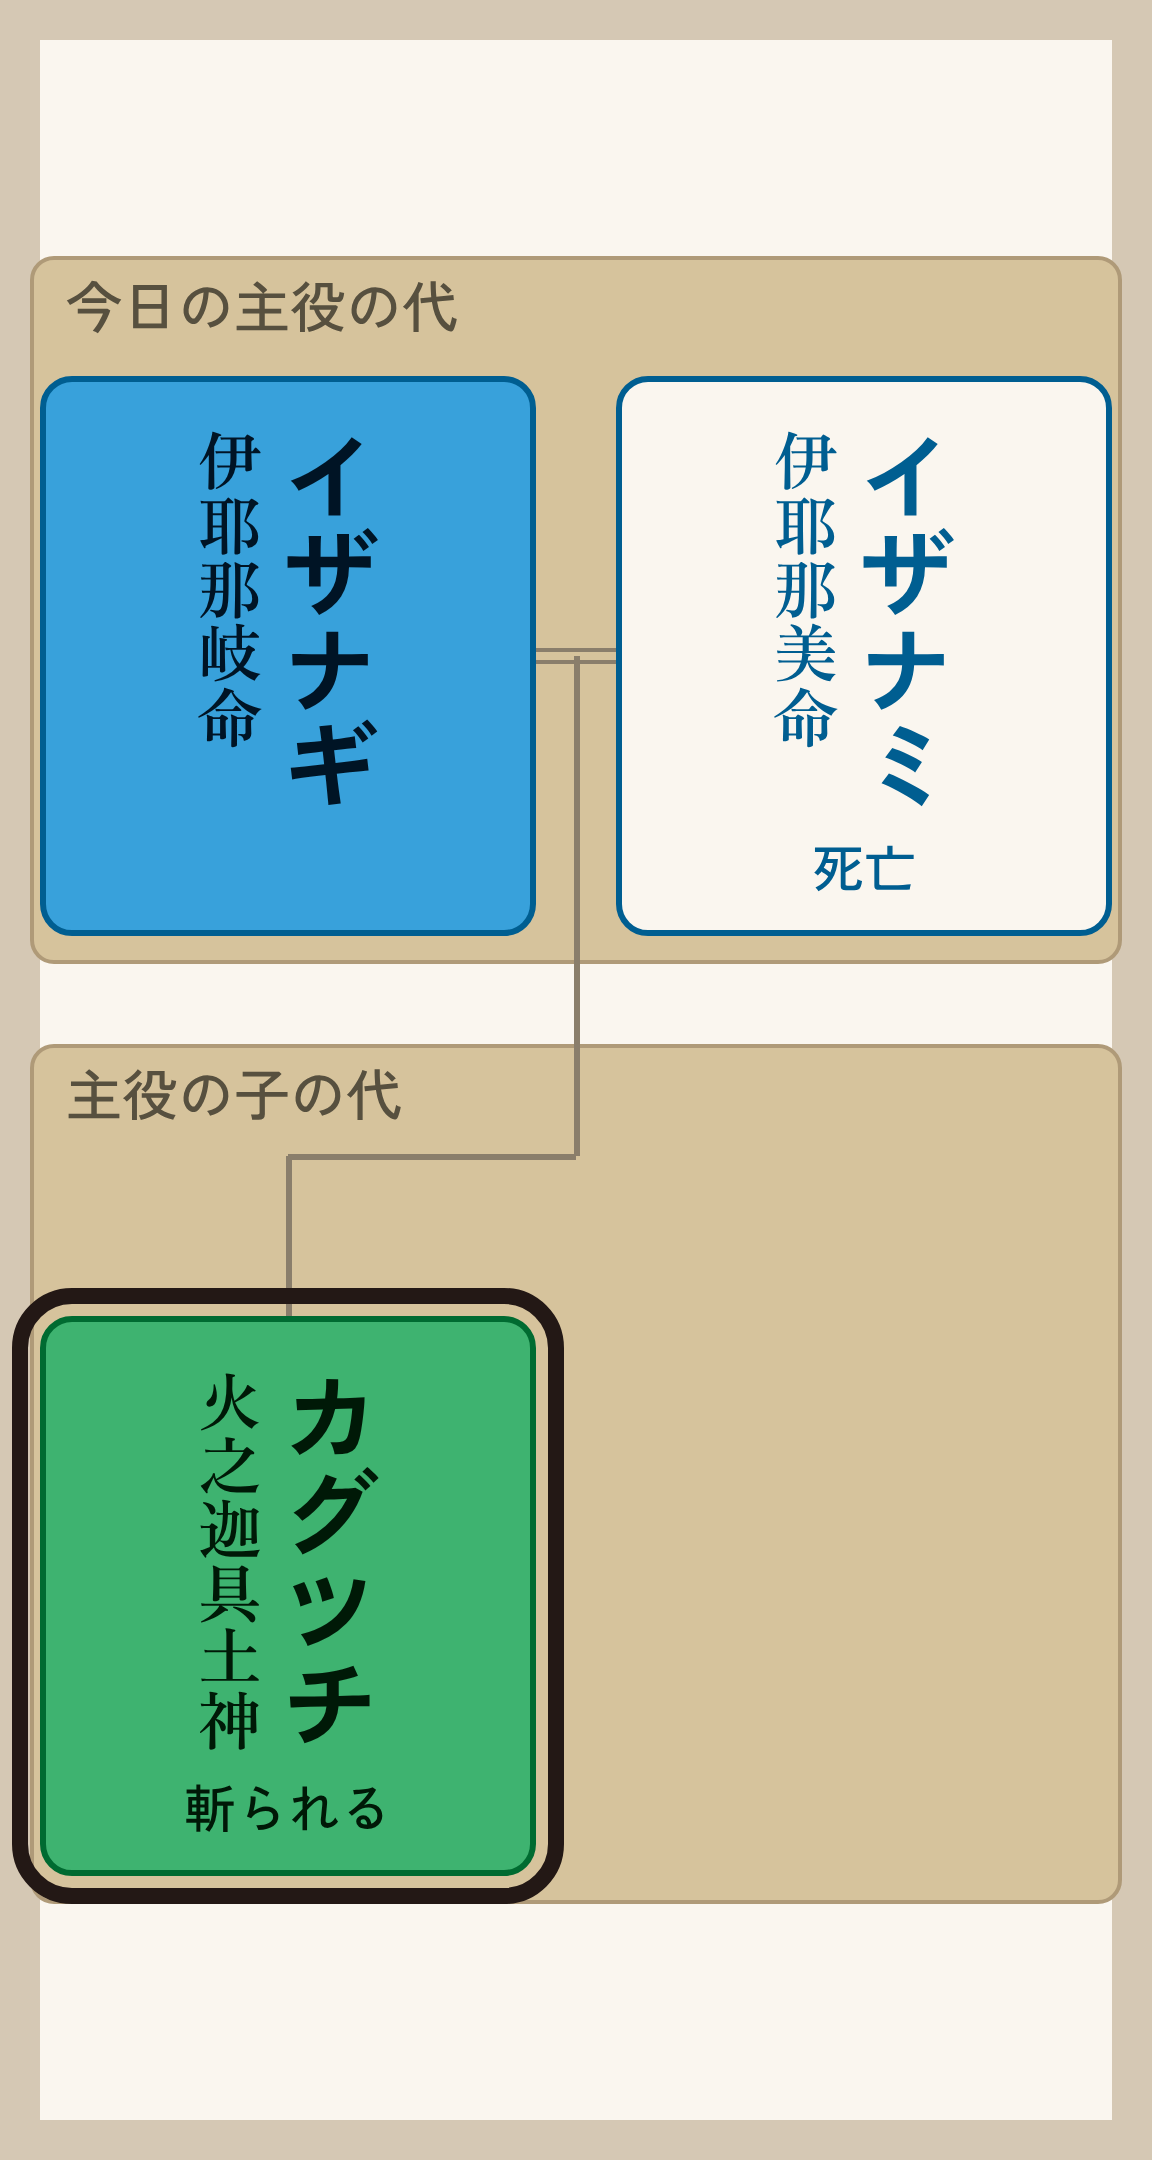 今日の主役の代
イザナギ
伊耶那岐命
イザナミ
伊耶那美命
死亡
主役の子の代
カグツチ
火之迦具土神
斬られる